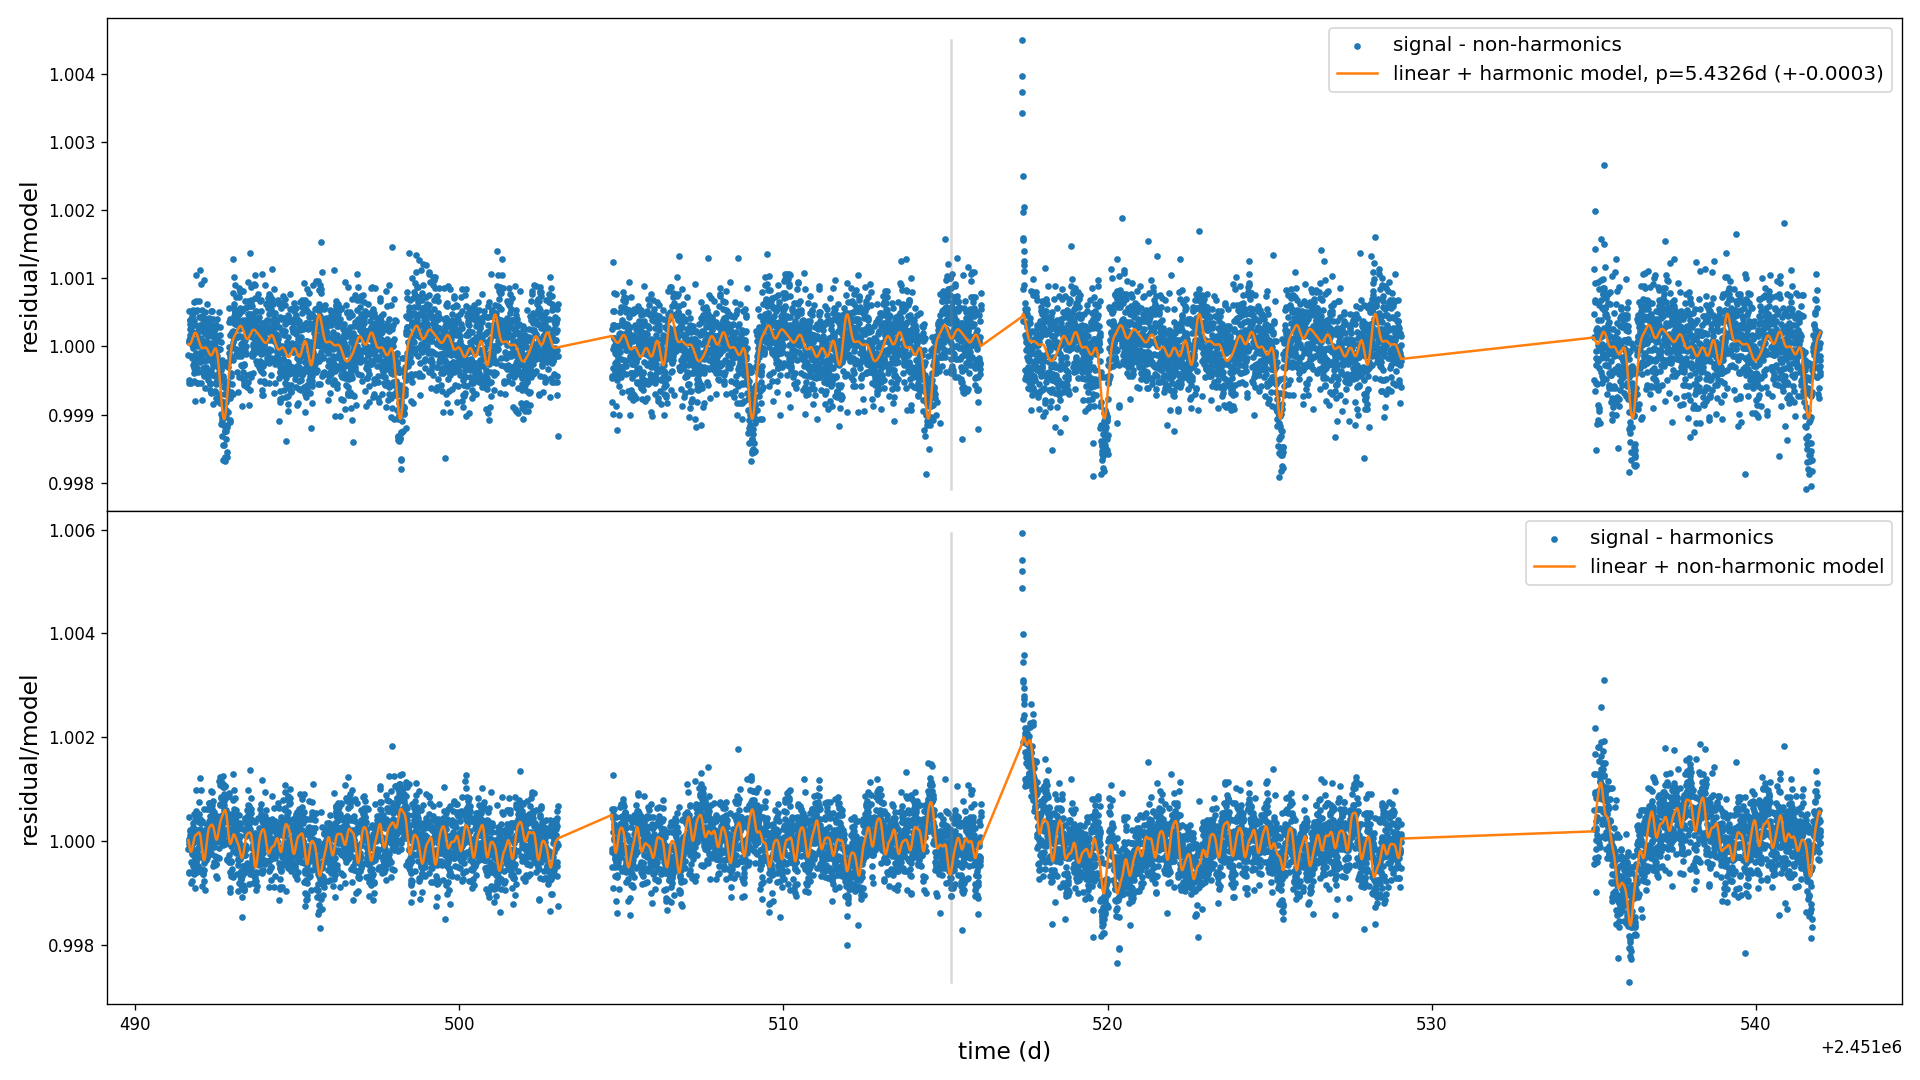 signal - non-harmonics
linear + harmonic model, p=5.4326d (+-0.0003)
1.004
1.003
1.002
1.001
1.000
0.999
0.998
residual/model
signal - harmonics
linear + non-harmonic model
1.006
1.004
1.002
1.000
0.998
residual/model
490
500
510
520
530
540
time (d)
+2.451e6